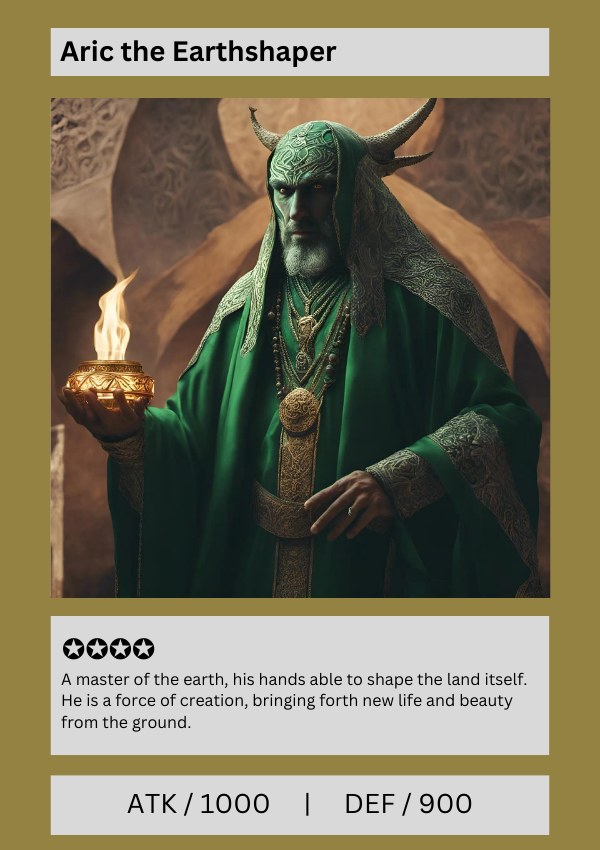 Aric the Earthshaper
A master of the earth, his hands able to shape the land itself.
He is a force of creation, bringing forth new life and beauty
from the ground.
ATK / 1000 | DEF / 900